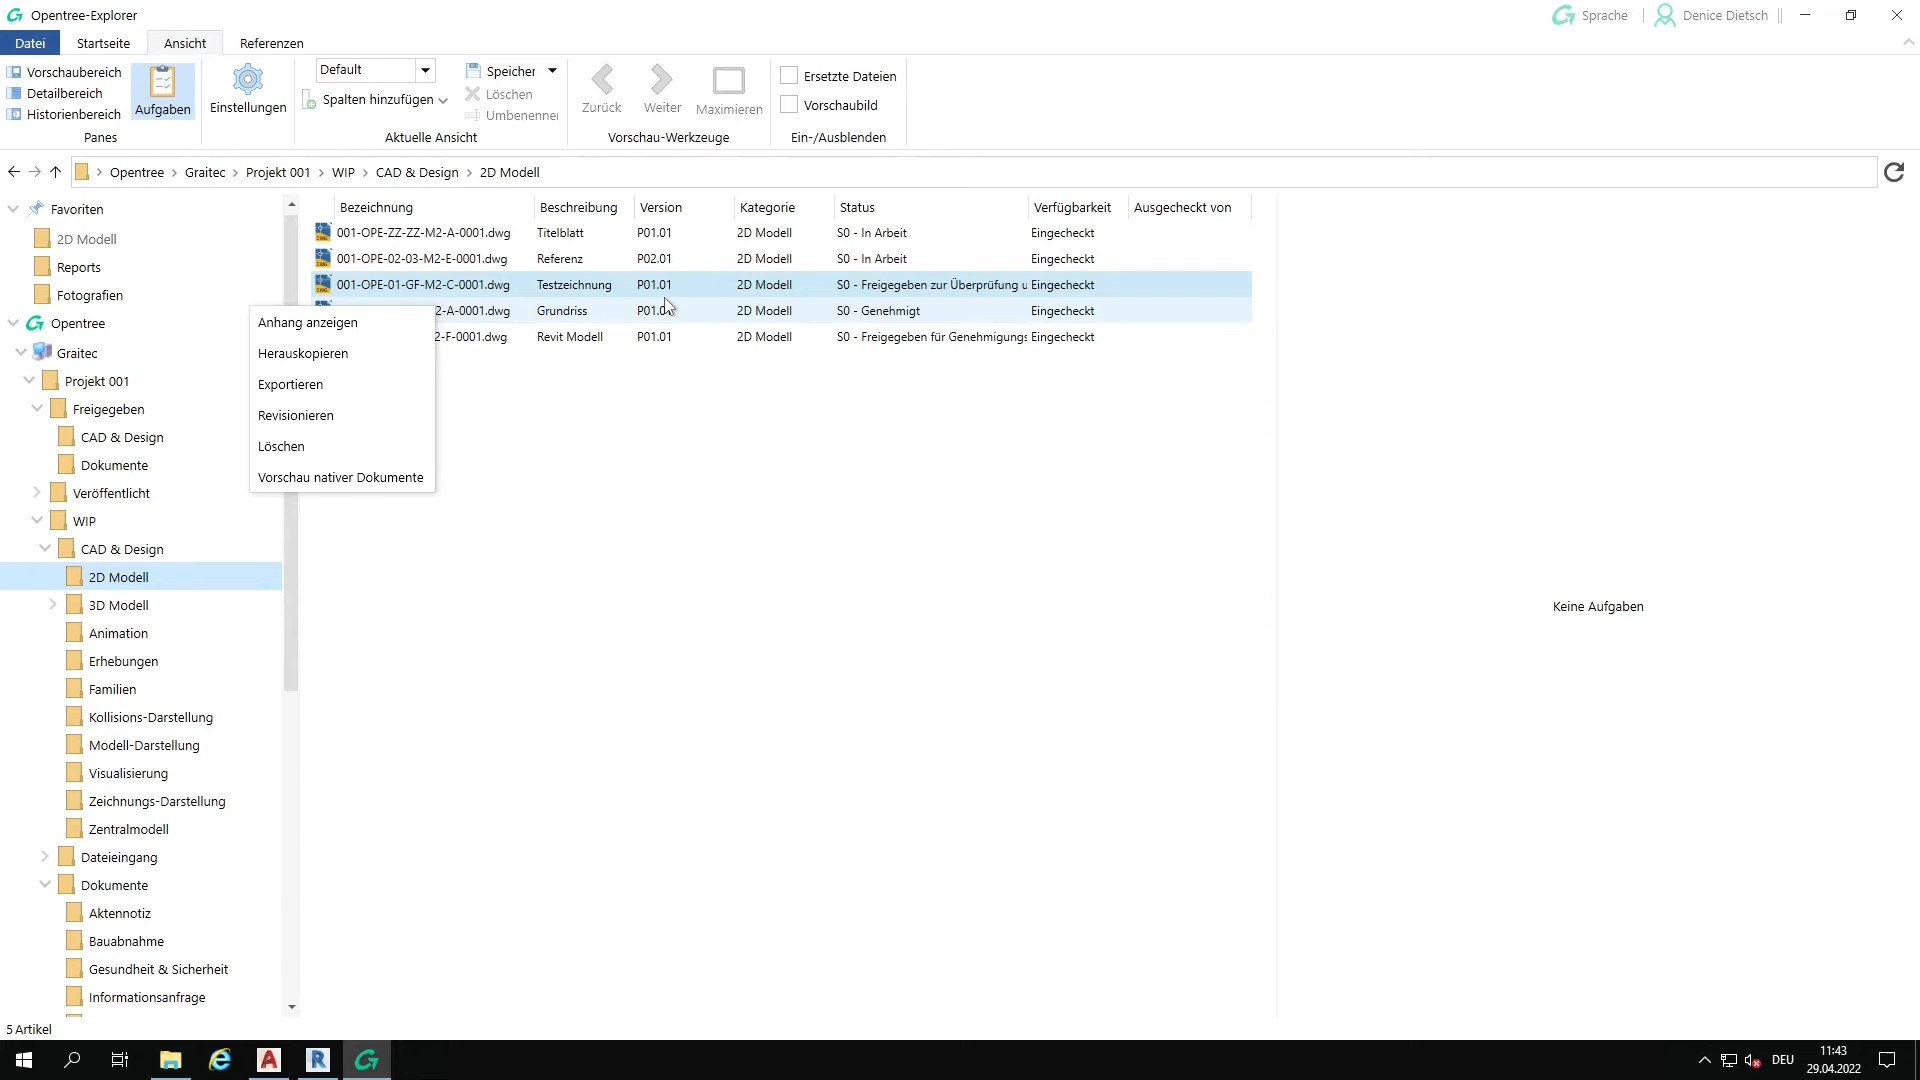 Opentree-Explorer
Sprache
Denice Dietsch
Datei
Startseite
Ansicht
Referenzen
Vorschaubereich
Detailbereich
Historienbereich
Panes
Aufgaben
Einstellungen
Default
Spalten hinzufügen
Speicher
Löschen
Umbenenner
Aktuelle Ansicht
Zurück
Weiter
Maximieren
Vorschau-Werkzeuge
Ersetzte Dateien
Vorschaubild
Ein-/Ausblenden
Opentree > Graitec > Projekt 001 > WIP > CAD & Design > 2D Modell
Favoriten
2D Modell
Reports
Fotografien
Opentree
Graitec
Projekt 001
Freigegeben
CAD & Design
Dokumente
Veröffentlicht
WIP
CAD & Design
2D Modell
3D Modell
Animation
Erhebungen
Familien
Kollisions-Darstellung
Modell-Darstellung
Visualisierung
Zeichnungs-Darstellung
Zentralmodell
Dateieingang
Dokumente
Aktennotiz
Bauabnahme
Gesundheit & Sicherheit
Informationsanfrage
Bezeichnung Beschreibung Version Kategorie Status Verfügbarkeit Ausgecheckt von
001-OPE-ZZ-ZZ-M2-A-0001.dwg Titelblatt P01.01 2D Modell S0 - In Arbeit Eingecheckt
001-OPE-02-03-M2-E-0001.dwg Referenz P02.01 2D Modell S0 - In Arbeit Eingecheckt
001-OPE-01-GF-M2-C-0001.dwg Testzeichnung P01.01 2D Modell S0 - Freigegeben zur Überprüfung u Eingecheckt
2-A-0001.dwg Grundriss P01.0 2D Modell S0 - Genehmigt Eingecheckt
2-F-0001.dwg Revit Modell P01.01 2D Modell S0 - Freigegeben für Genehmigungs Eingecheckt
Anhang anzeigen
Herauskopieren
Exportieren
Revisionieren
Löschen
Vorschau nativer Dokumente
Keine Aufgaben
5 Artikel
DEU
11:43
29.04.2022